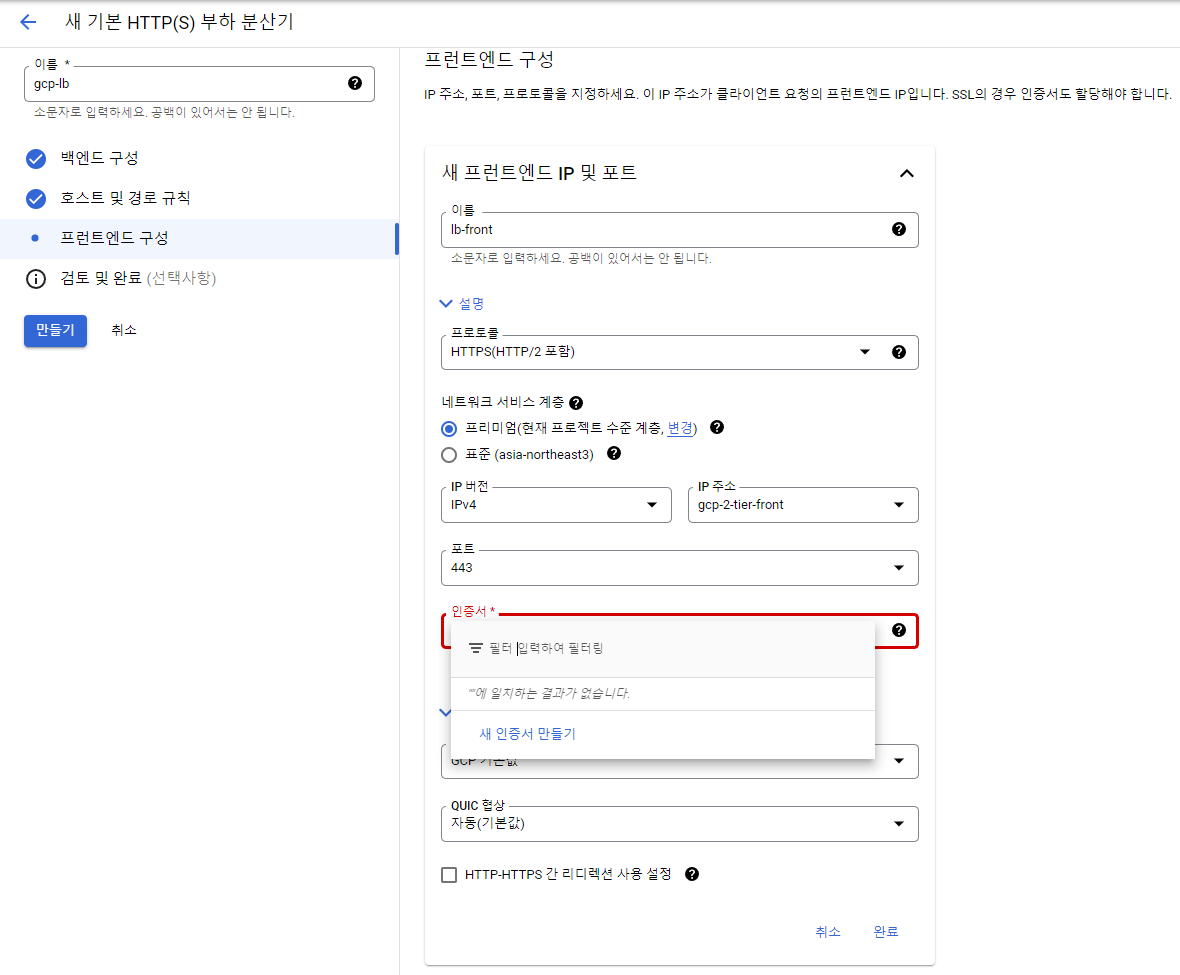 새 기본 HTTP(S) 부하 분산기
이름 *
gcp-lb
소문자로 입력하세요. 공백이 있어서는 안 됩니다.
백엔드 구성
호스트 및 경로 규칙
프런트엔드 구성
검토 및 완료 (선택사항)
만들기
취소
프런트엔드 구성
IP 주소, 포트, 프로토콜을 지정하세요. 이 IP 주소가 클라이언트 요청의 프런트엔드 IP입니다. SSL의 경우 인증서도 할당해야 합니다.
새 프런트엔드 IP 및 포트
이름
lb-front
소문자로 입력하세요. 공백이 있어서는 안 됩니다.
설명
프로토콜
HTTPS(HTTP/2 포함)
네트워크 서비스 계층
프리미엄(현재 프로젝트 수준 계층, 변경)
표준 (asia-northeast3)
IP 버전
IPv4
IP 주소
gcp-2-tier-front
포트
443
인증서 *
필터 입력하여 필터링
""에 일치하는 결과가 없습니다.
새 인증서 만들기
GCP 기본값
QUIC 협상
자동(기본값)
HTTP-HTTPS 간 리디렉션 사용 설정
취소
완료